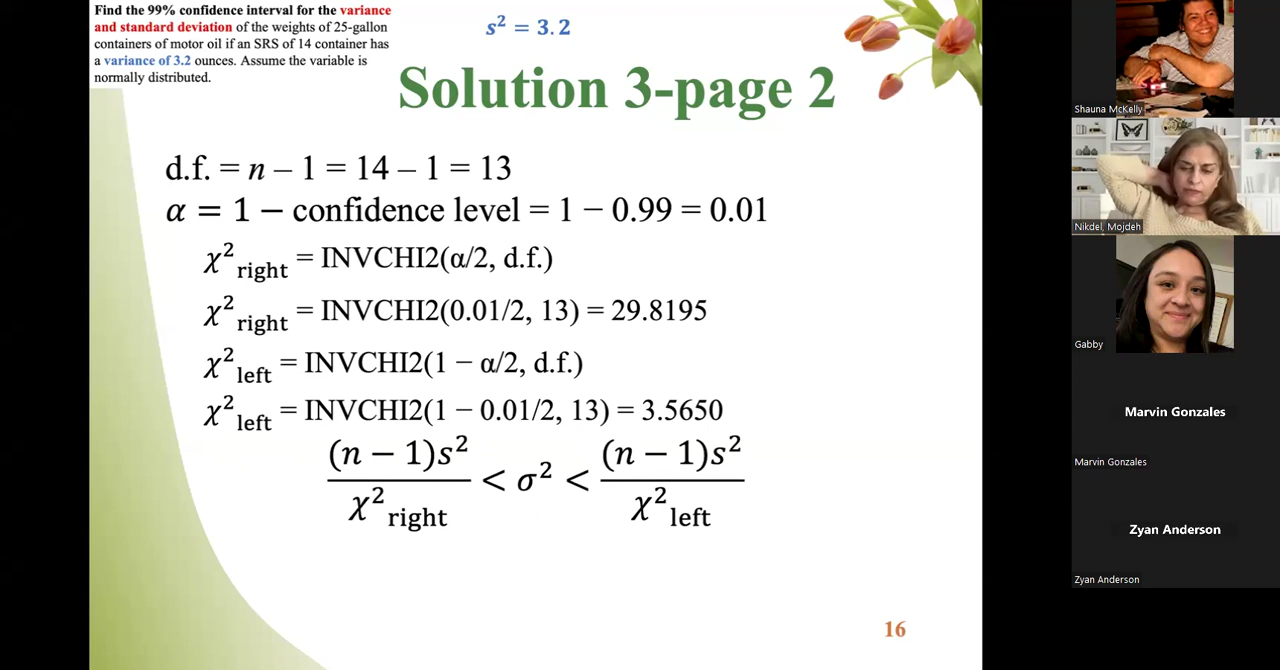 Find the 99% confidence interval for the variance
and standard deviation of the weights of 25-gallon
containers of motor oil if an SRS of 14 container has
a variance of 3.2 ounces. Assume the variable is
normally distributed.
s² = 3.2
Solution 3-page 2
d.f. = n – 1 = 14 – 1 = 13
α = 1 − confidence level = 1 − 0.99 = 0.01
χ²right = INVCHI2(α/2, d.f.)
χ²right = INVCHI2(0.01/2, 13) = 29.8195
χ²left = INVCHI2(1 − α/2, d.f.)
χ²left = INVCHI2(1 − 0.01/2, 13) = 3.5650
(n − 1)s² / χ²right < σ² < (n − 1)s² / χ²left
16
Shauna McKelly
Nikdel, Mojdeh
Gabby
Marvin Gonzales
Marvin Gonzales
Zyan Anderson
Zyan Anderson